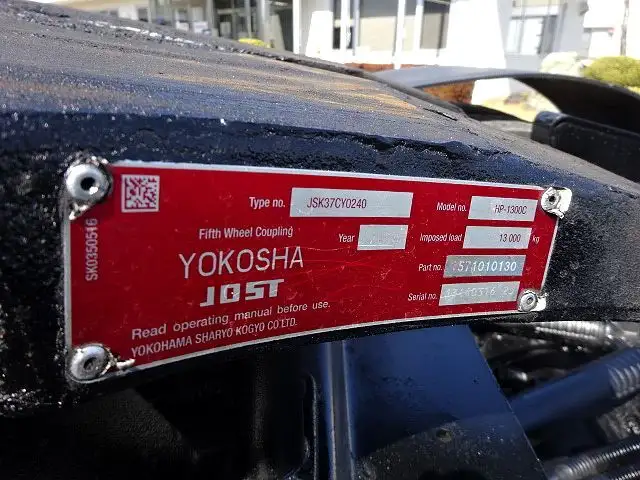 SK0350516
Type no. JSK37CY0240
Model no. HP-1300C
Fifth Wheel Coupling
Year
Imposed load 13 000 kg
YOKOSHA
JOST
Part no. 1571010130
Serial no.
Read operating manual before use.
YOKOHAMA SHARYO KOGYO CO LTD.